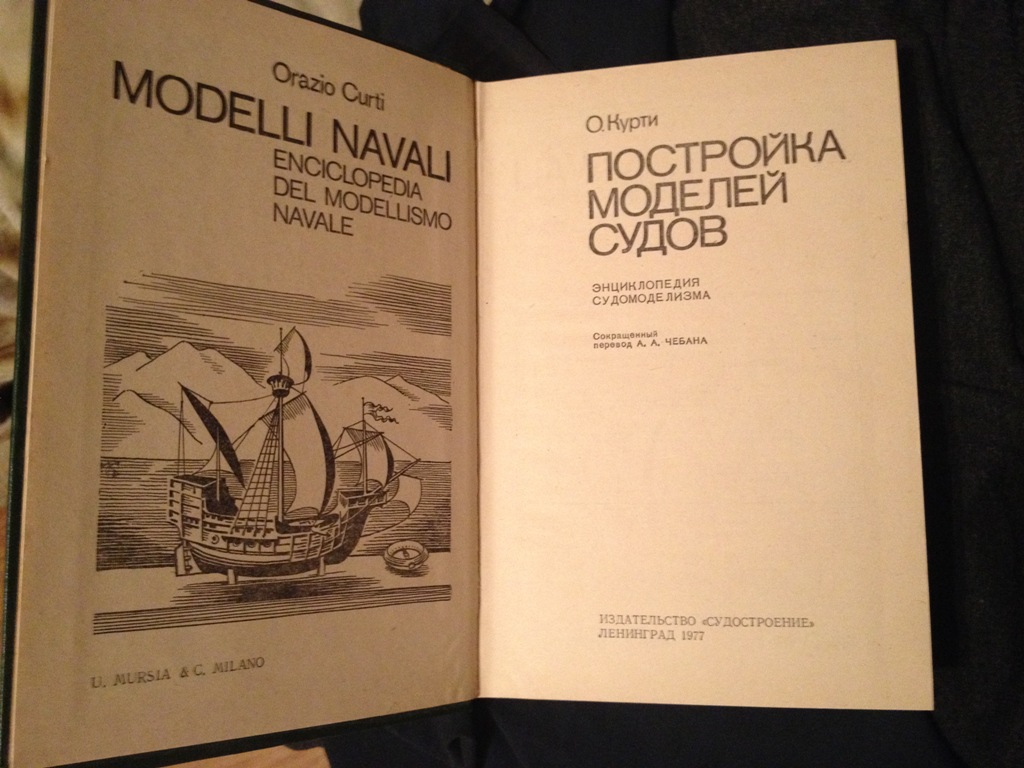 Orazio Curti
MODELLI NAVALI
ENCICLOPEDIA
DEL MODELLISMO
NAVALE
U. MURSIA & C. MILANO
О. Курти
ПОСТРОЙКА
МОДЕЛЕЙ
СУДОВ
ЭНЦИКЛОПЕДИЯ
СУДОМОДЕЛИЗМА
Сокращенный
перевод А. А. ЧЕБАНА
ИЗДАТЕЛЬСТВО «СУДОСТРОЕНИЕ»
ЛЕНИНГРАД 1977